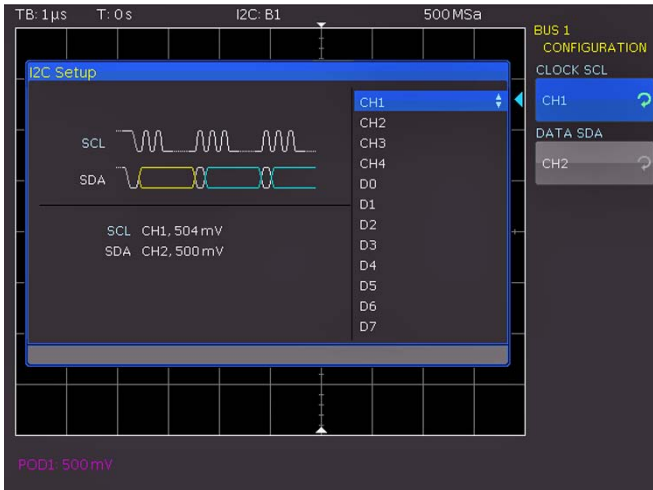 TB: 1µs T: 0 s I2C: B1 500 MSa
BUS 1
CONFIGURATION
I2C Setup
CLOCK SCL
CH1
DATA SDA
CH2
SCL
SDA
SCL CH1, 504 mV
SDA CH2, 500 mV
CH1
CH2
CH3
CH4
D0
D1
D2
D3
D4
D5
D6
D7
POD1: 500 mV